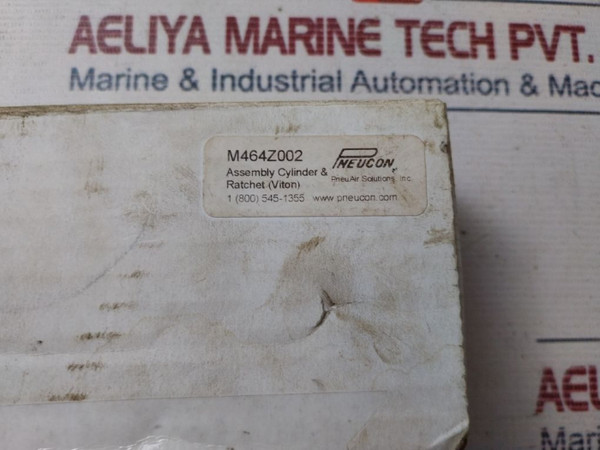 AELIYA MARINE TECH PVT.
Marine & Industrial Automation & Mac
M464Z002
PNEUCON
Assembly Cylinder &
PneuAir Solutions, Inc.
Ratchet (Viton)
1 (800) 545-1355 www.pneucon.com
AEL
Mari